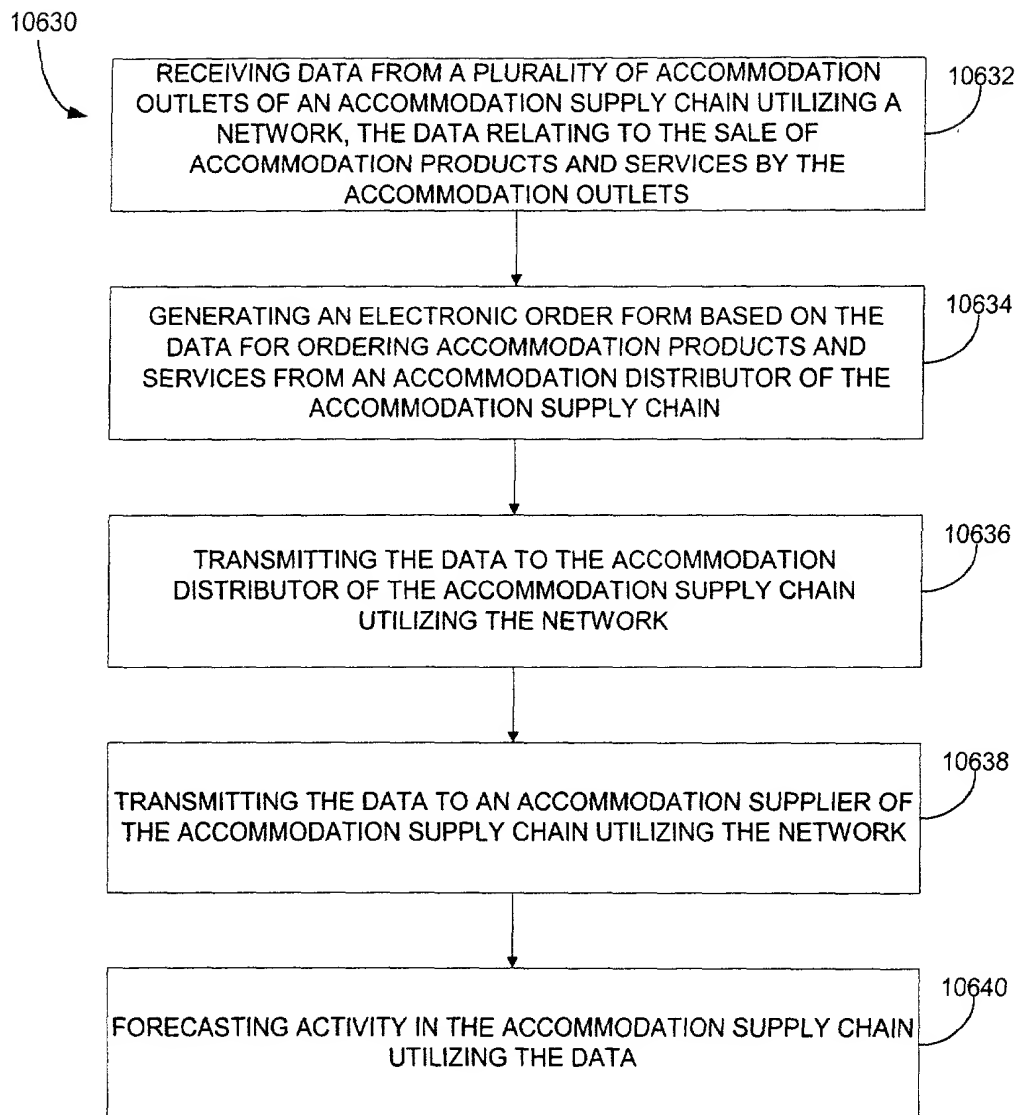 10630
RECEIVING DATA FROM A PLURALITY OF ACCOMMODATION
OUTLETS OF AN ACCOMMODATION SUPPLY CHAIN UTILIZING A
NETWORK, THE DATA RELATING TO THE SALE OF
ACCOMMODATION PRODUCTS AND SERVICES BY THE
ACCOMMODATION OUTLETS
10632
GENERATING AN ELECTRONIC ORDER FORM BASED ON THE
DATA FOR ORDERING ACCOMMODATION PRODUCTS AND
SERVICES FROM AN ACCOMMODATION DISTRIBUTOR OF THE
ACCOMMODATION SUPPLY CHAIN
10634
TRANSMITTING THE DATA TO THE ACCOMMODATION
DISTRIBUTOR OF THE ACCOMMODATION SUPPLY CHAIN
UTILIZING THE NETWORK
10636
TRANSMITTING THE DATA TO AN ACCOMMODATION SUPPLIER OF
THE ACCOMMODATION SUPPLY CHAIN UTILIZING THE NETWORK
10638
FORECASTING ACTIVITY IN THE ACCOMMODATION SUPPLY CHAIN
UTILIZING THE DATA
10640